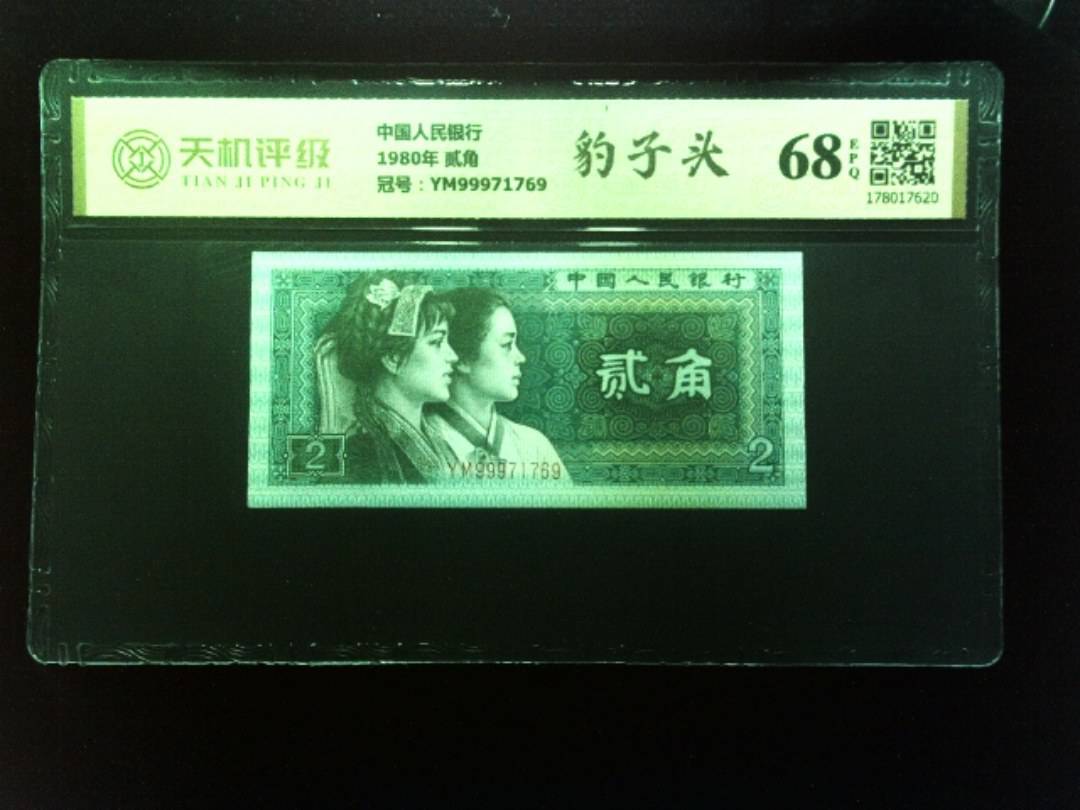 天机评级
TIAN JI PING JI
中国人民银行
1980年 贰角
冠号：YM99971769
豹子头
68
EPQ
178017620
中国人民银行
贰角
2
YM99971769
2